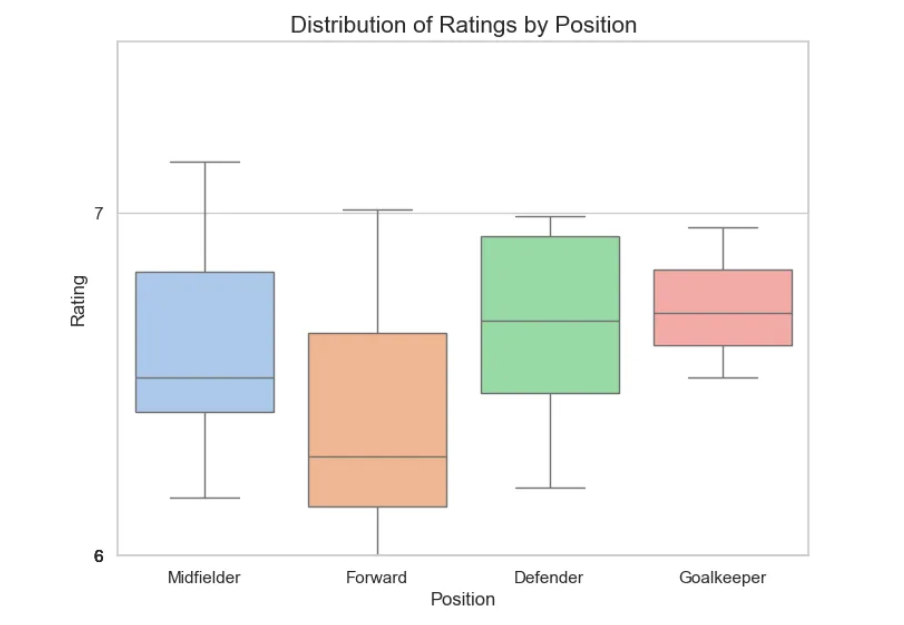 Distribution of Ratings by Position
7
Rating
6
Midfielder Forward Defender Goalkeeper
Position